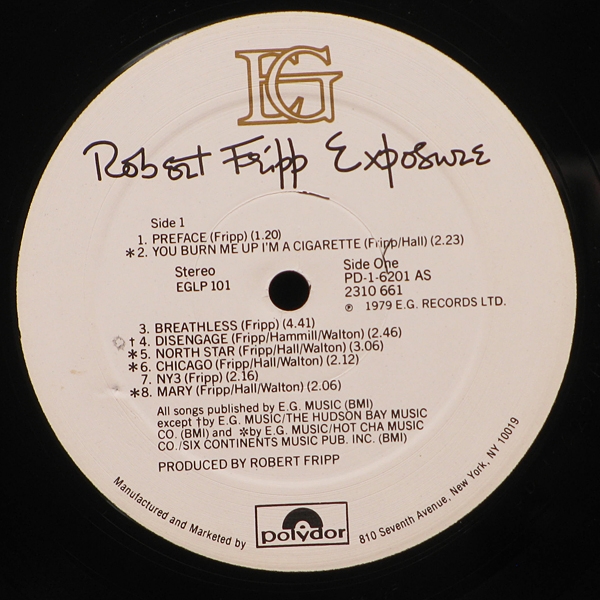 EG
Robert Fripp Exposure
Side 1
1. PREFACE (Fripp) (1.20)
*2. YOU BURN ME UP I'M A CIGARETTE (Fripp/Hall) (2.23)
Stereo
EGLP 101
Side One
PD-1-6201 AS
2310 661
℗ 1979 E.G. RECORDS LTD.
3. BREATHLESS (Fripp) (4.41)
†4. DISENGAGE (Fripp/Hammill/Walton) (2.46)
*5. NORTH STAR (Fripp/Hall/Walton) (3.06)
*6. CHICAGO (Fripp/Hall/Walton) (2.12)
7. NY3 (Fripp) (2.16)
*8. MARY (Fripp/Hall/Walton) (2.06)
All songs published by E.G. MUSIC (BMI)
except †by E.G. MUSIC/THE HUDSON BAY MUSIC
CO. (BMI) and *by E.G. MUSIC/HOT CHA MUSIC
CO./SIX CONTINENTS MUSIC PUB. INC. (BMI)
PRODUCED BY ROBERT FRIPP
Manufactured and Marketed by
polydor
810 Seventh Avenue, New York, NY 10019